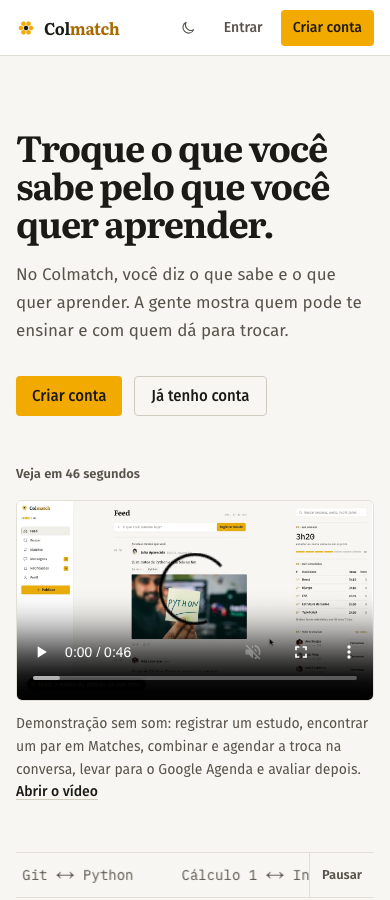 Colmatch
Entrar
Criar conta
Troque o que você
sabe pelo que você
quer aprender.
No Colmatch, você diz o que sabe e o que
quer aprender. A gente mostra quem pode te
ensinar e com quem dá para trocar.
Criar conta
Já tenho conta
Veja em 46 segundos
Colmatch
Feed
3h20
PYTHON
0:00 / 0:46
Demonstração sem som: registrar um estudo, encontrar
um par em Matches, combinar e agendar a troca na
conversa, levar para o Google Agenda e avaliar depois.
Abrir o vídeo
Git ↔ Python
Cálculo 1 ↔ In
Pausar